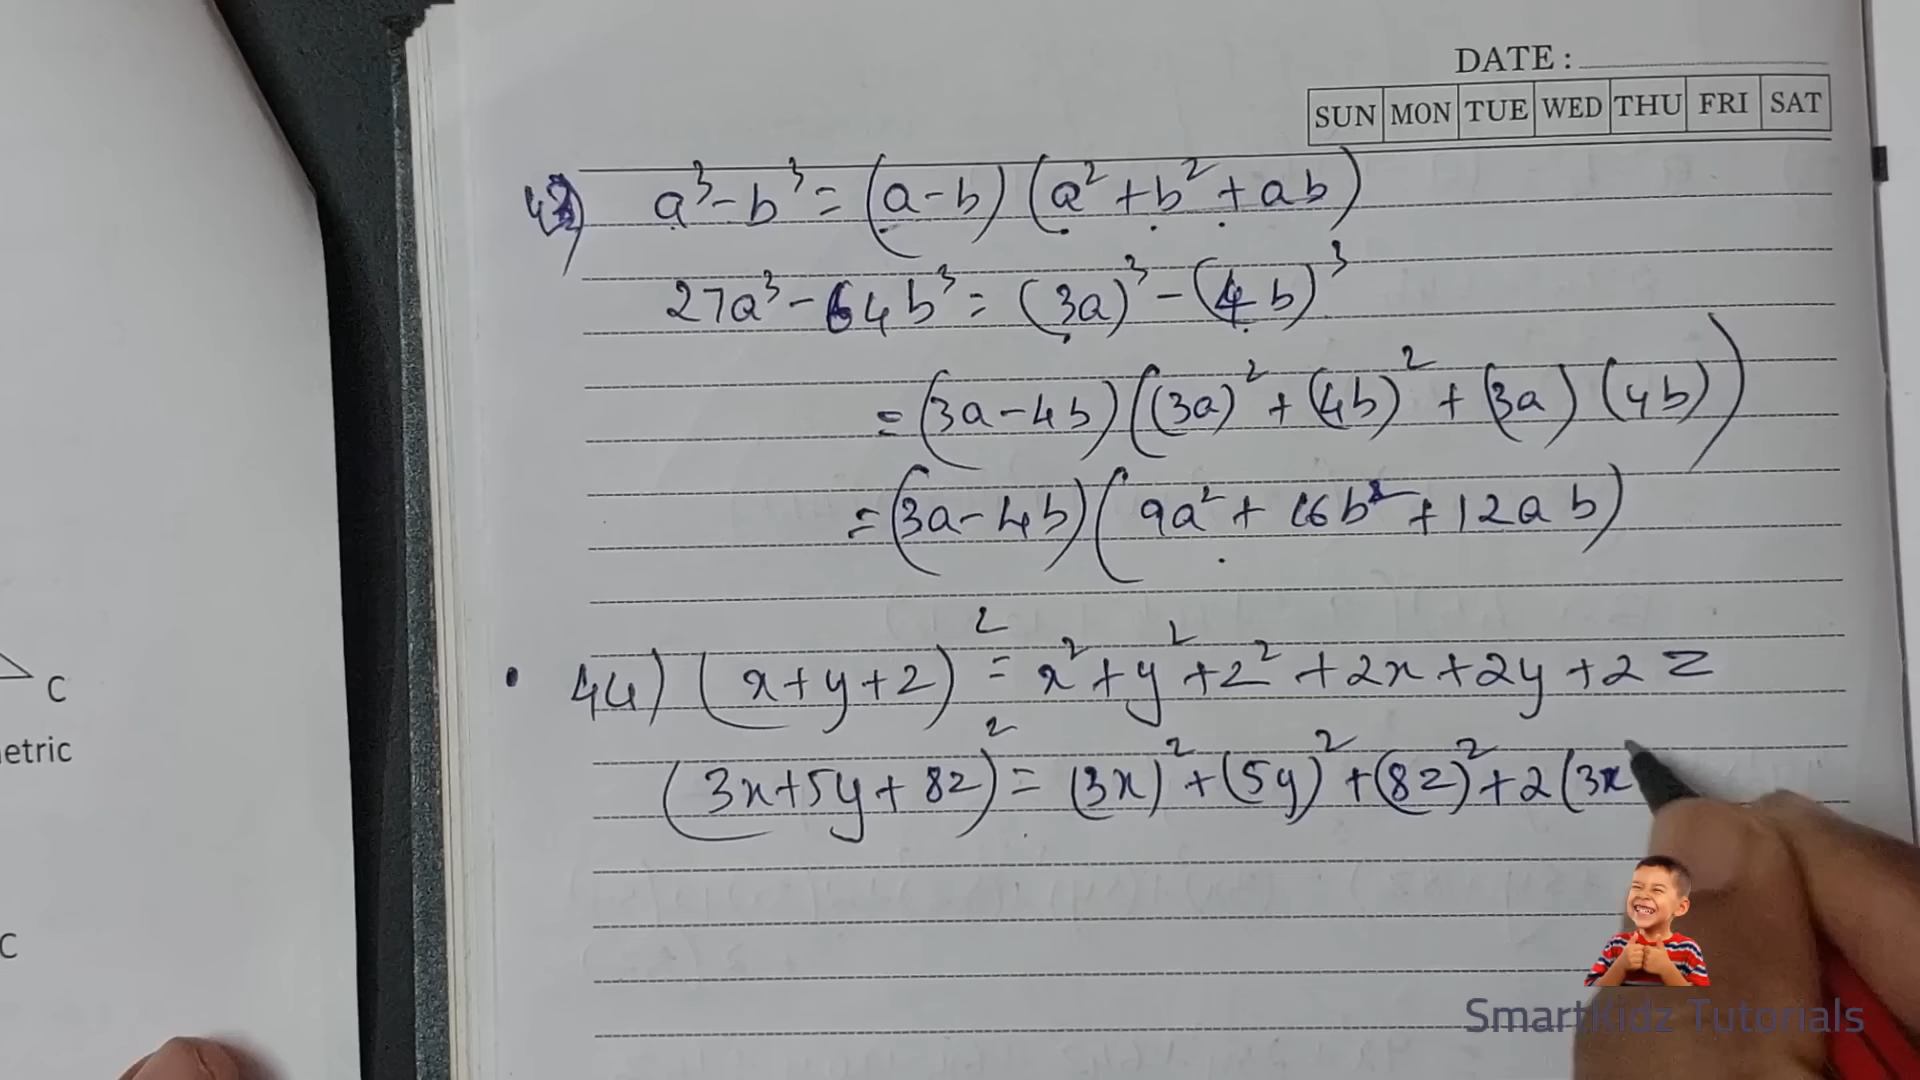 DATE :
SUN MON TUE WED THU FRI SAT
a³-b³ = (a-b) (a²+b²+ab)
27a³-64b³ = (3a)³-(4b)³
= (3a-4b) ((3a)²+(4b)²+(3a)(4b))
= (3a-4b) (9a²+16b²+12ab)
44) (x+y+z)² = x²+y²+z²+2x+2y+2z
(3x+5y+8z)² = (3x)²+(5y)²+(8z)²+2(3x
C
etric
C
SmartKidz Tutorials